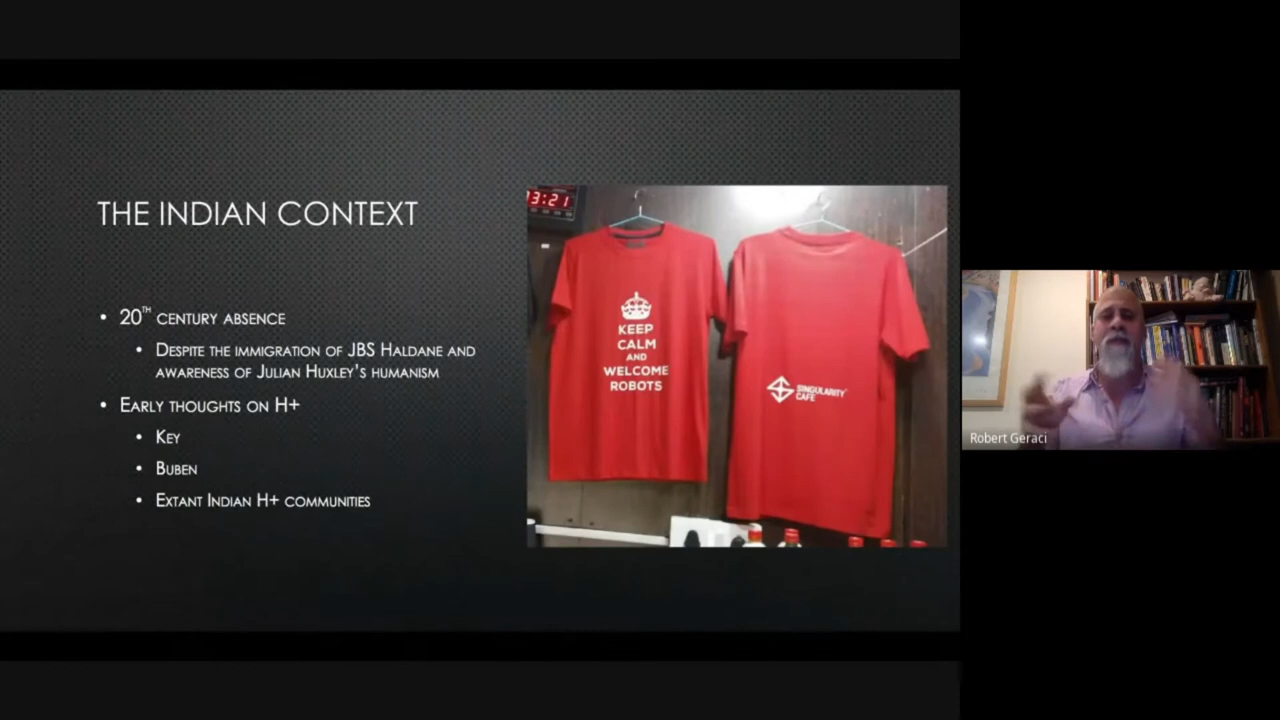 THE INDIAN CONTEXT
• 20TH CENTURY ABSENCE
• DESPITE THE IMMIGRATION OF JBS HALDANE AND
AWARENESS OF JULIAN HUXLEY'S HUMANISM
• EARLY THOUGHTS ON H+
• KEY
• BUBEN
• EXTANT INDIAN H+ COMMUNITIES
3:21
KEEP
CALM
AND
WELCOME
ROBOTS
SINGULARITY
CAFE
Robert Geraci